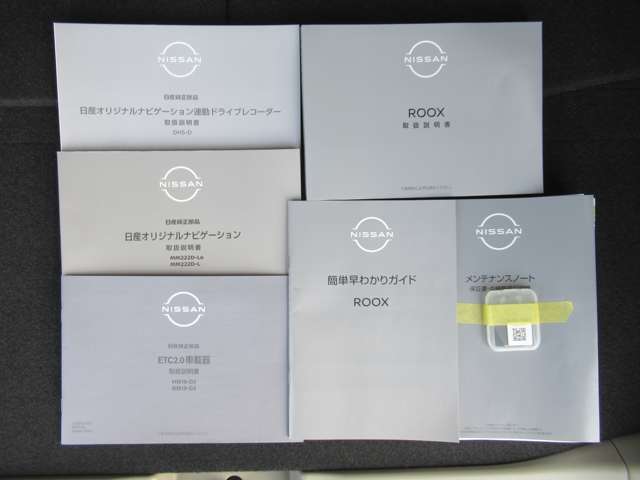 NISSAN
日産純正部品
日産オリジナルナビゲーション連動ドライブレコーダー
取扱説明書
DH5-D
NISSAN
ROOX
取扱説明書
NISSAN
日産純正部品
日産オリジナルナビゲーション
取扱説明書
MM222D-Le
MM222D-L
NISSAN
簡単早わかりガイド
ROOX
NISSAN
メンテナンスノート
NISSAN
日産純正部品
ETC2.0車載器
取扱説明書